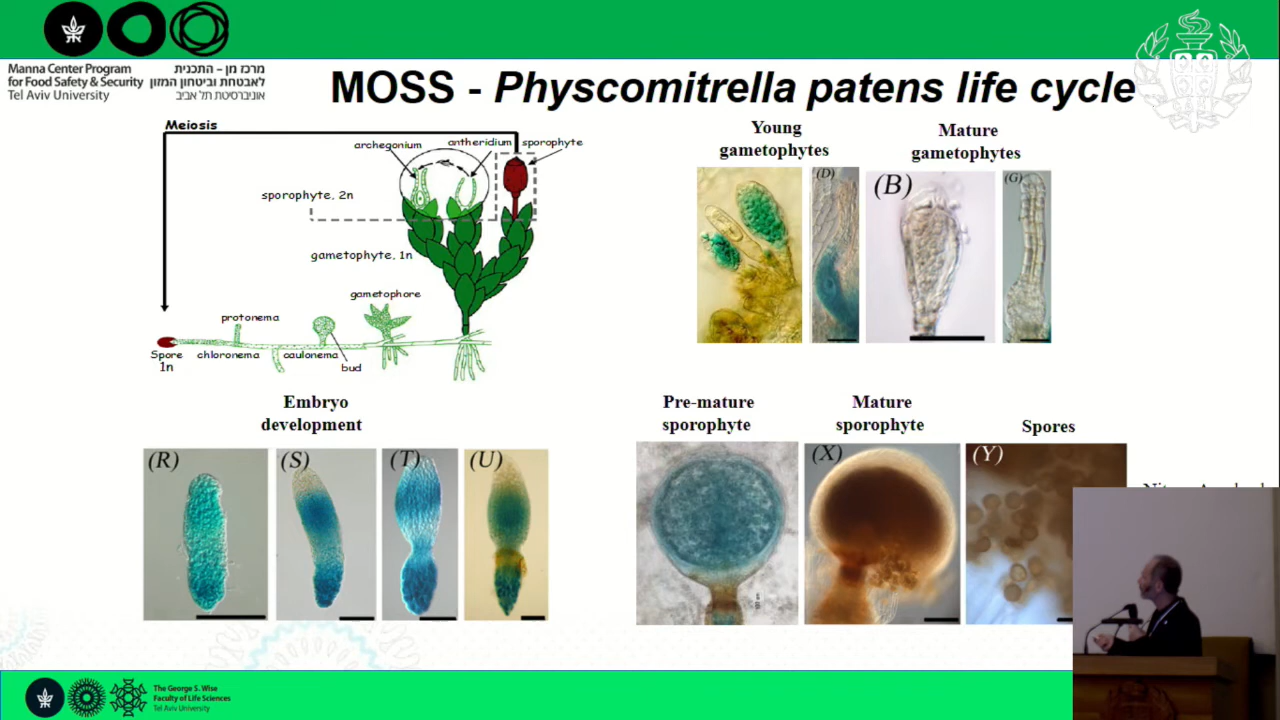 Manna Center Program
for Food Safety & Security
Tel Aviv University
מרכז מן – התכנית
לאבטחת וביטחון המזון
אוניברסיטת תל אביב
MOSS - Physcomitrella patens life cycle
Meiosis
archegonium
antheridium
sporophyte
sporophyte, 2n
gametophyte, 1n
gametophore
protonema
Spore
1n
chloronema
caulonema
bud
Young
gametophytes
Mature
gametophytes
(D)
(B)
(G)
Embryo
development
(R)
(S)
(T)
(U)
Pre-mature
sporophyte
Mature
sporophyte
Spores
(X)
(Y)
The George S. Wise
Faculty of Life Sciences
Tel Aviv University